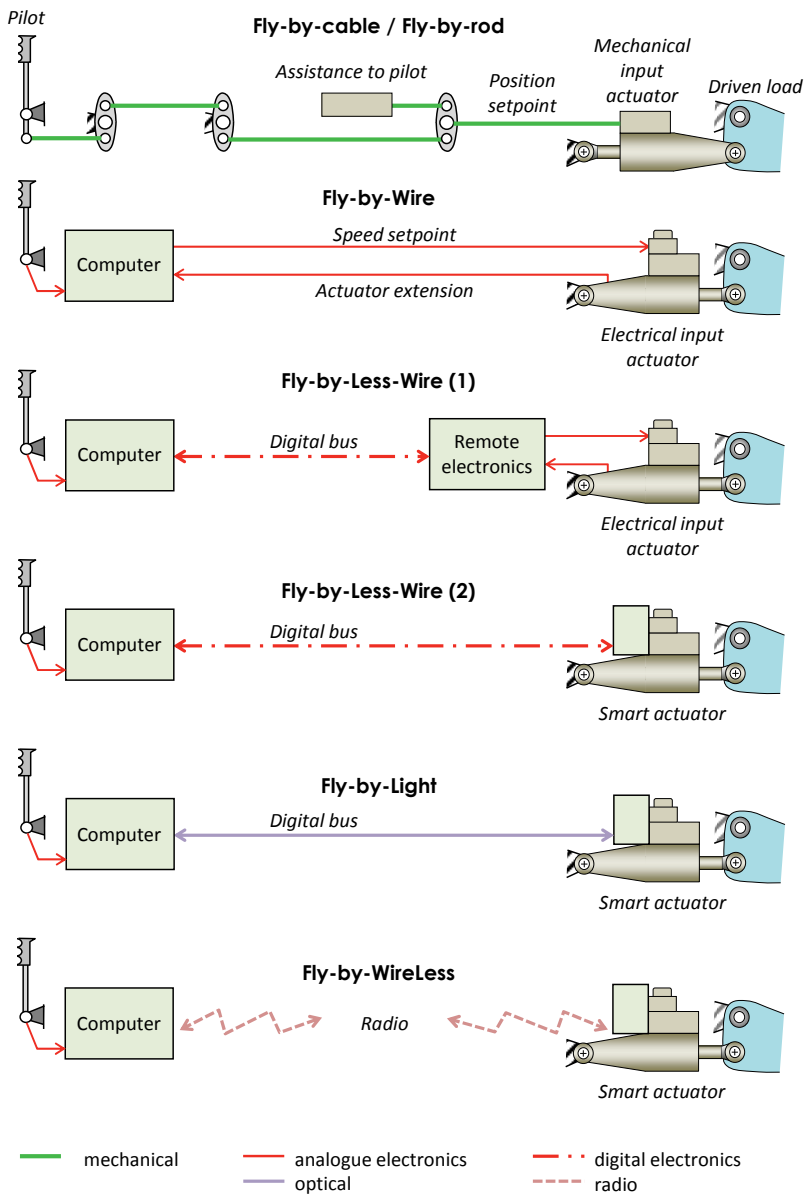 Pilot
Fly-by-cable / Fly-by-rod
Assistance to pilot
Position
setpoint
Mechanical
input
actuator
Driven load
Fly-by-Wire
Computer
Speed setpoint
Actuator extension
Electrical input
actuator
Fly-by-Less-Wire (1)
Computer
Digital bus
Remote
electronics
Electrical input
actuator
Fly-by-Less-Wire (2)
Computer
Digital bus
Smart actuator
Fly-by-Light
Computer
Digital bus
Smart actuator
Fly-by-WireLess
Computer
Radio
Smart actuator
mechanical
analogue electronics
digital electronics
optical
radio